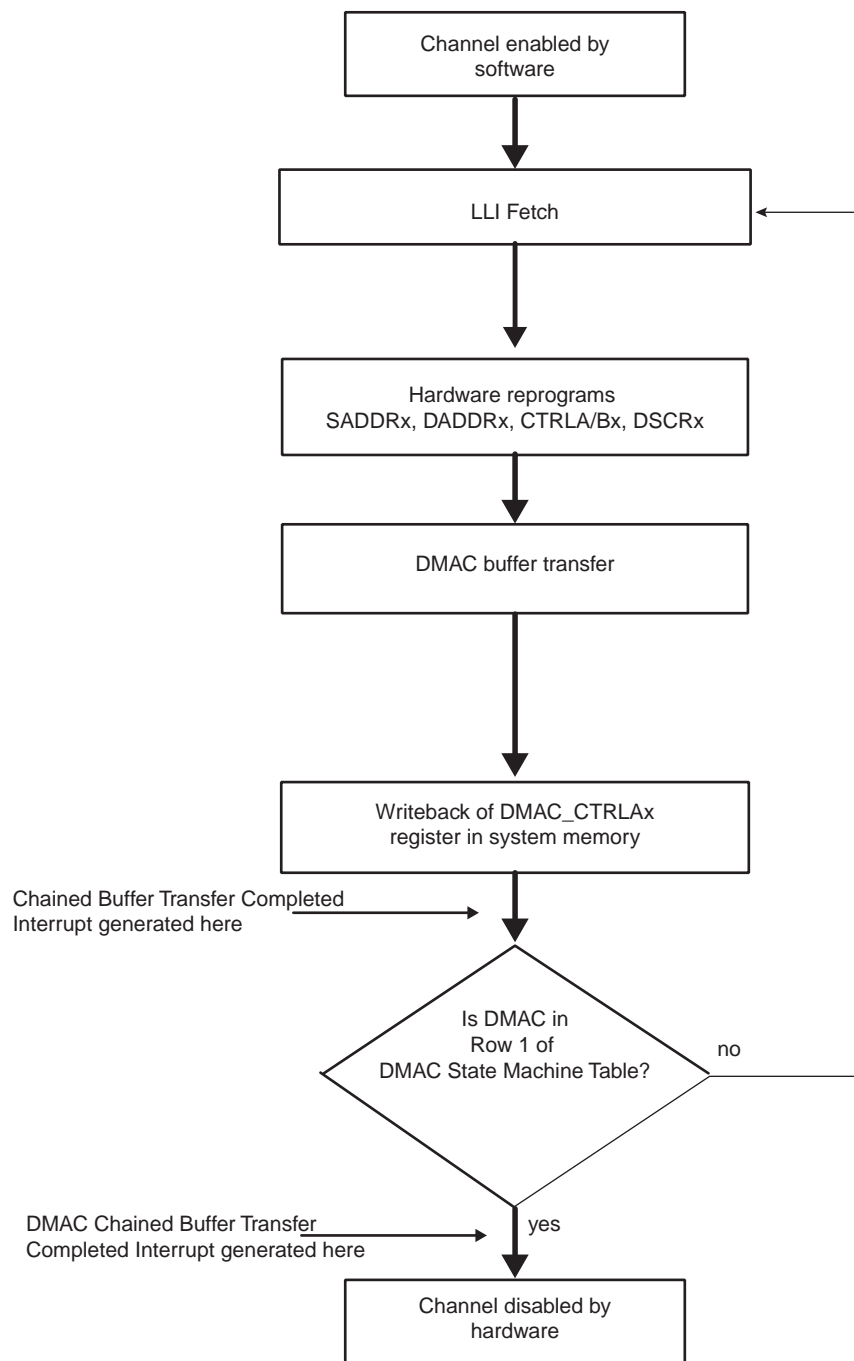 Channel enabled by
software
LLI Fetch
Hardware reprograms
SADDRx, DADDRx, CTRLA/Bx, DSCRx
DMAC buffer transfer
Writeback of DMAC_CTRLAx
register in system memory
Chained Buffer Transfer Completed
Interrupt generated here
Is DMAC in
Row 1 of
DMAC State Machine Table?
no
DMAC Chained Buffer Transfer
Completed Interrupt generated here
yes
Channel disabled by
hardware